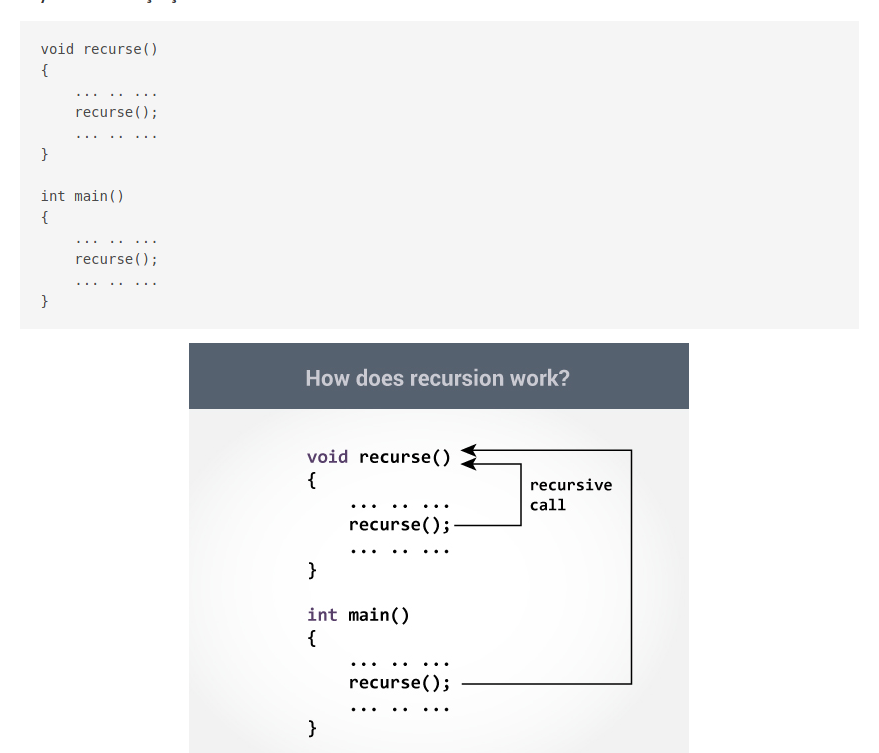 void recurse()
{
... .. ...
recurse();
... .. ...
}
int main()
{
... .. ...
recurse();
... .. ...
}
How does recursion work?
void recurse()
{
recursive
call
... .. ...
recurse();
... .. ...
}
int main()
{
... .. ...
recurse();
... .. ...
}